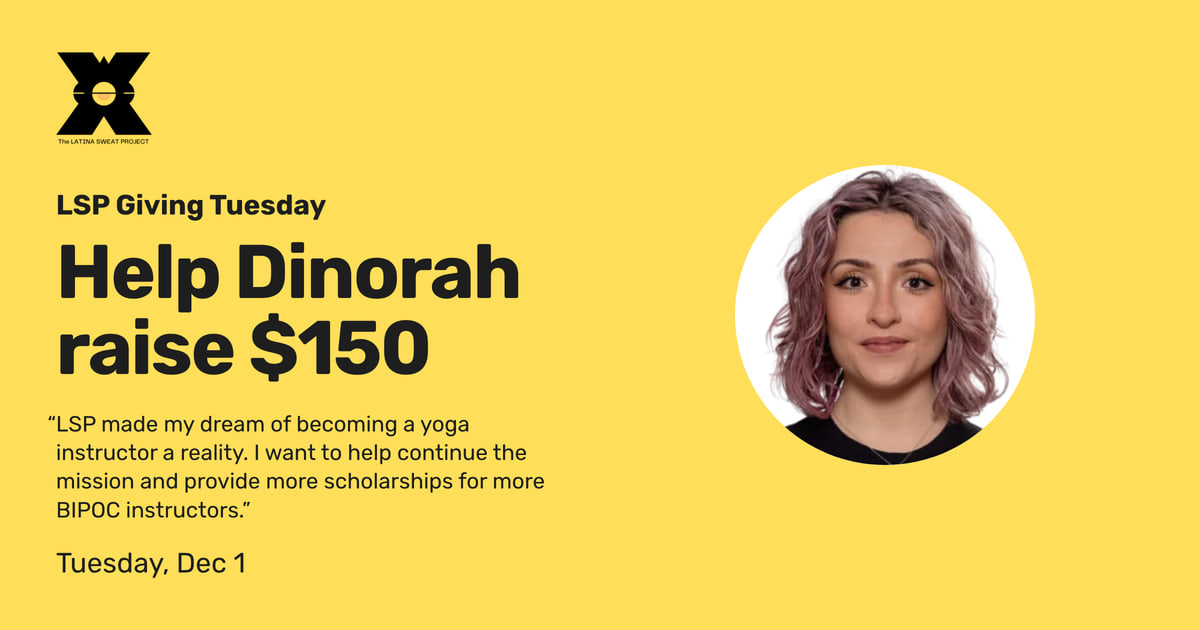 The LATINA SWEAT PROJECT
LSP Giving Tuesday
Help Dinorah
raise $150
“LSP made my dream of becoming a yoga
instructor a reality. I want to help continue the
mission and provide more scholarships for more
BIPOC instructors.”
Tuesday, Dec 1